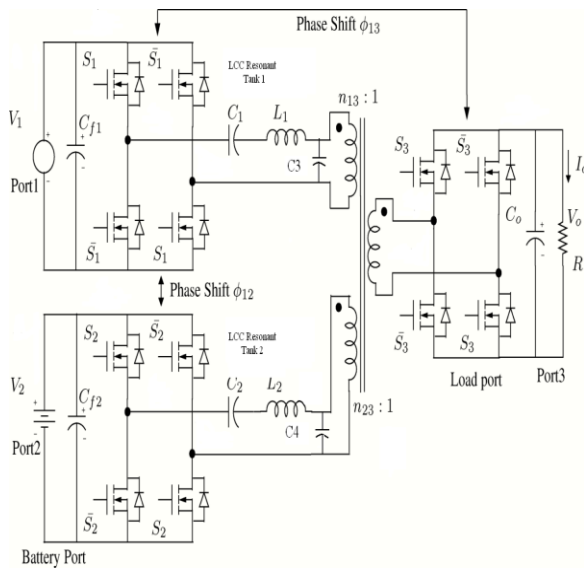 Phase Shift ϕ13
S1
S̄1
LCC Resonant
Tank 1
n13 : 1
V1
Cf1
C1
L1
C3
S3
S̄3
Port1
Io
Co
Vo
R
S̄1
S1
Phase Shift ϕ12
S̄3
S3
S2
S̄2
LCC Resonant
Tank 2
Load port
Port3
V2
Cf2
C2
L2
n23 : 1
C4
Port2
S̄2
S2
Battery Port